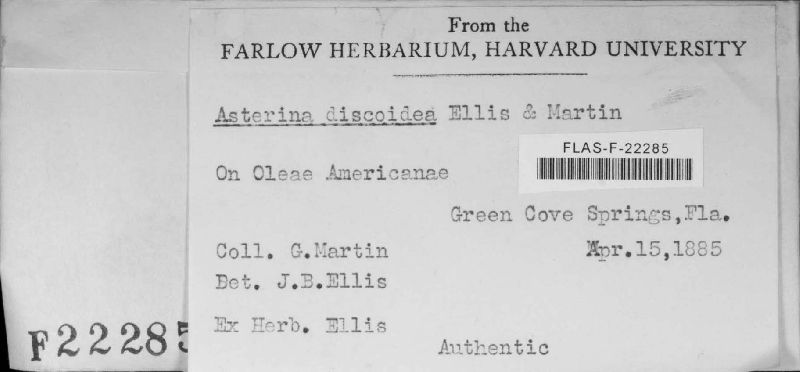 From the
FARLOW HERBARIUM, HARVARD UNIVERSITY
Asterina discoidea Ellis & Martin
FLAS-F-22285
On Oleae Americanae
Green Cove Springs,Fla.
Coll. G.Martin Apr.15,1885
Det. J.B.Ellis
Ex Herb. Ellis
Authentic
F22285